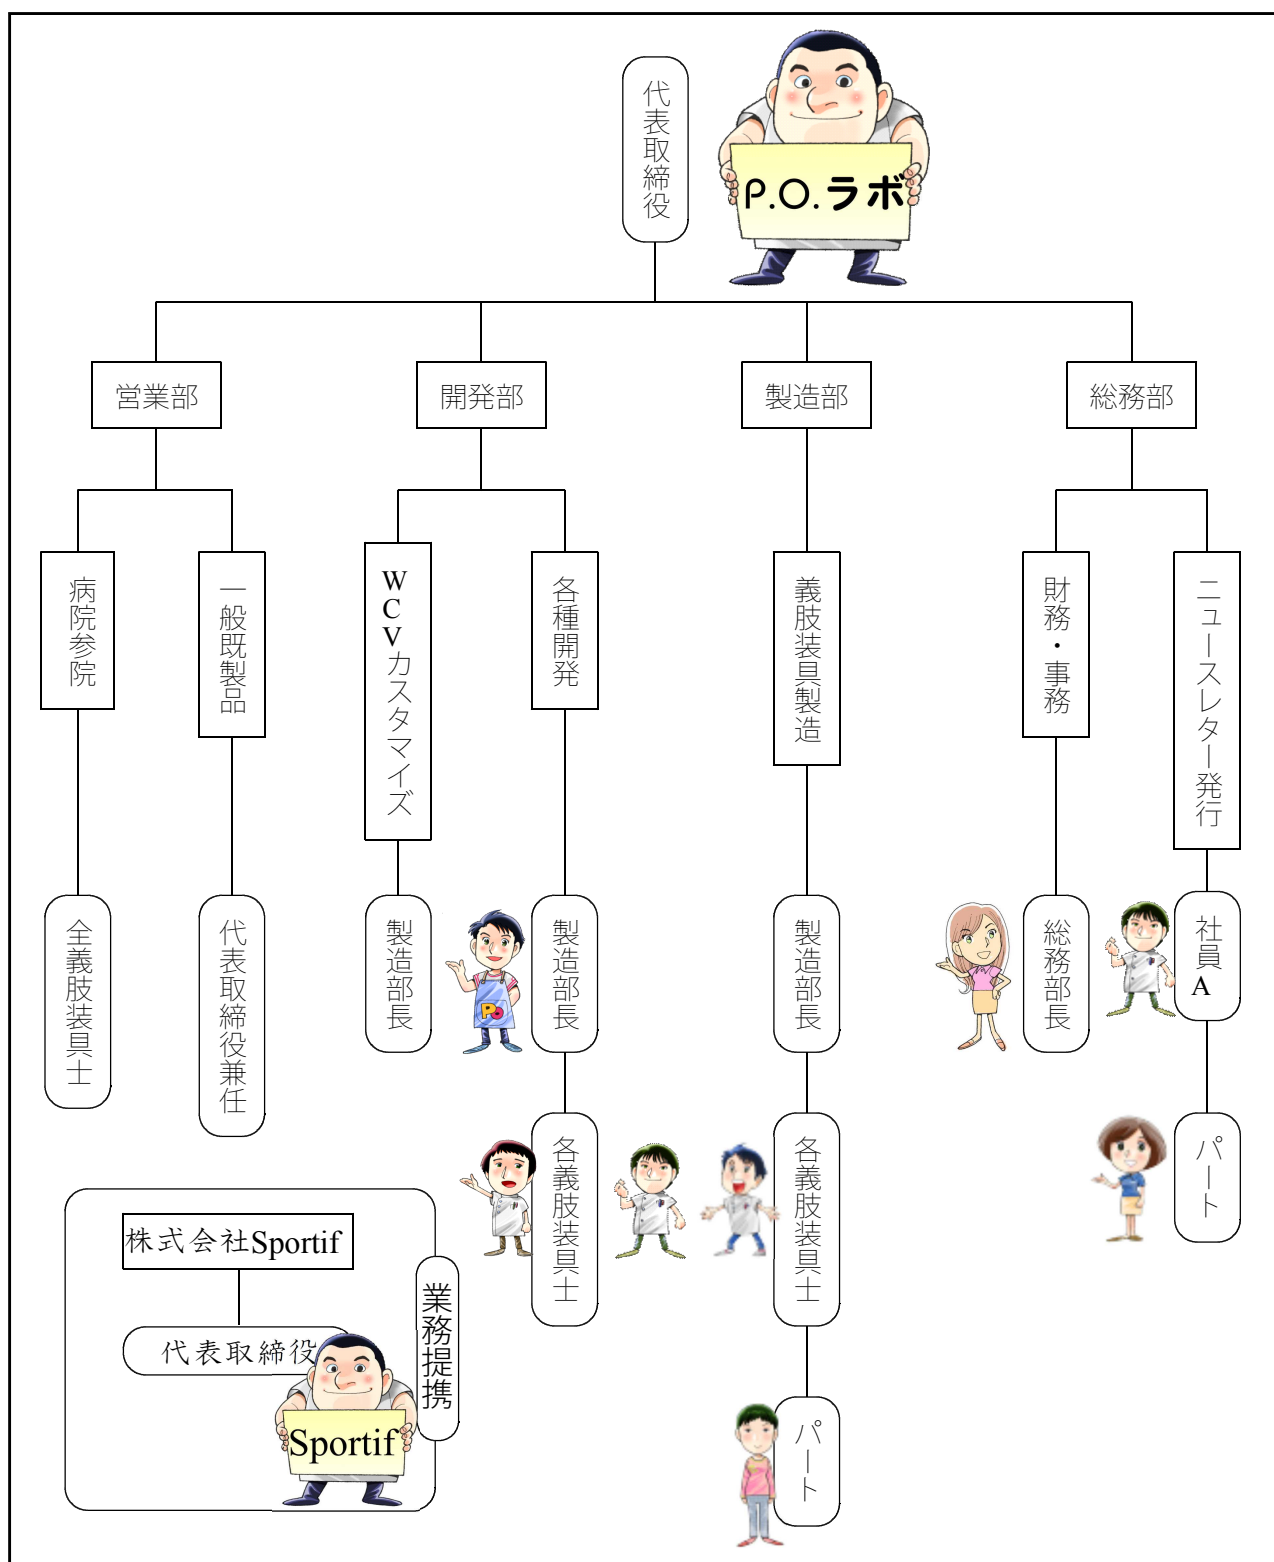 代表取締役
P.O.ラボ
営業部
開発部
製造部
総務部
病院参院
一般既製品
WCVカスタマイズ
各種開発
義肢装具製造
財務・事務
ニュースレター発行
全義肢装具士
代表取締役兼任
製造部長
PO
製造部長
製造部長
総務部長
社員A
各義肢装具士
各義肢装具士
パート
パート
株式会社Sportif
代表取締役
Sportif
業務提携